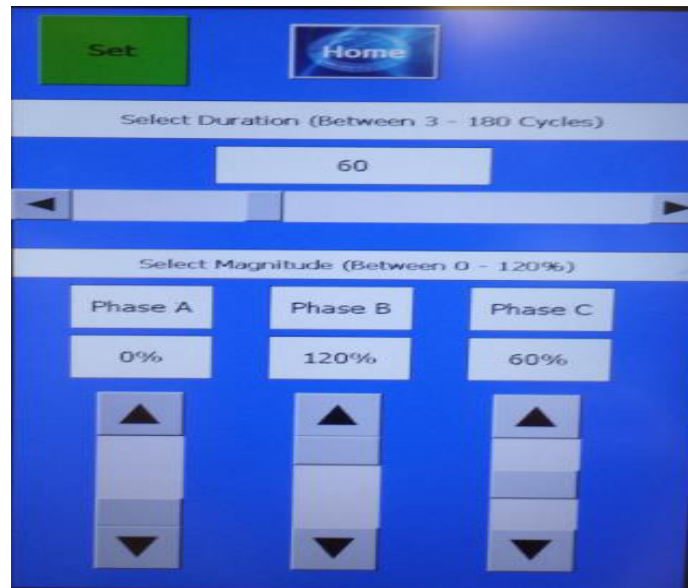 Set
Home
Select Duration (Between 3 - 180 Cycles)
60
Select Magnitude (Between 0 - 120%)
Phase A Phase B Phase C
0% 120% 60%